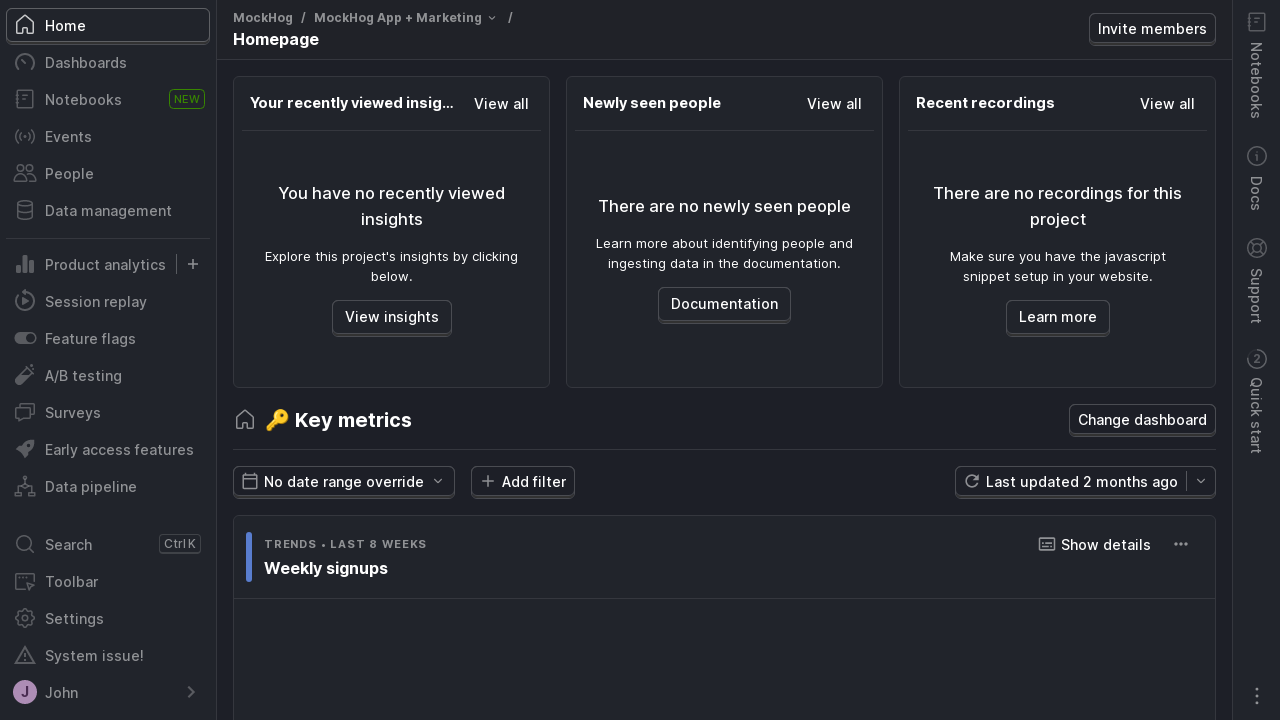 Home
Dashboards
Notebooks NEW
Events
People
Data management
Product analytics
Session replay
Feature flags
A/B testing
Surveys
Early access features
Data pipeline
Search Ctrl K
Toolbar
Settings
System issue!
J John
MockHog / MockHog App + Marketing /
Homepage
Invite members
Your recently viewed insig... View all
You have no recently viewed
insights
Explore this project's insights by clicking
below.
View insights
Newly seen people View all
There are no newly seen people
Learn more about identifying people and
ingesting data in the documentation.
Documentation
Recent recordings View all
There are no recordings for this
project
Make sure you have the javascript
snippet setup in your website.
Learn more
🔑 Key metrics
Change dashboard
No date range override
Add filter
Last updated 2 months ago
TRENDS • LAST 8 WEEKS
Show details
Weekly signups
Notebooks
Docs
Support
2 Quick start